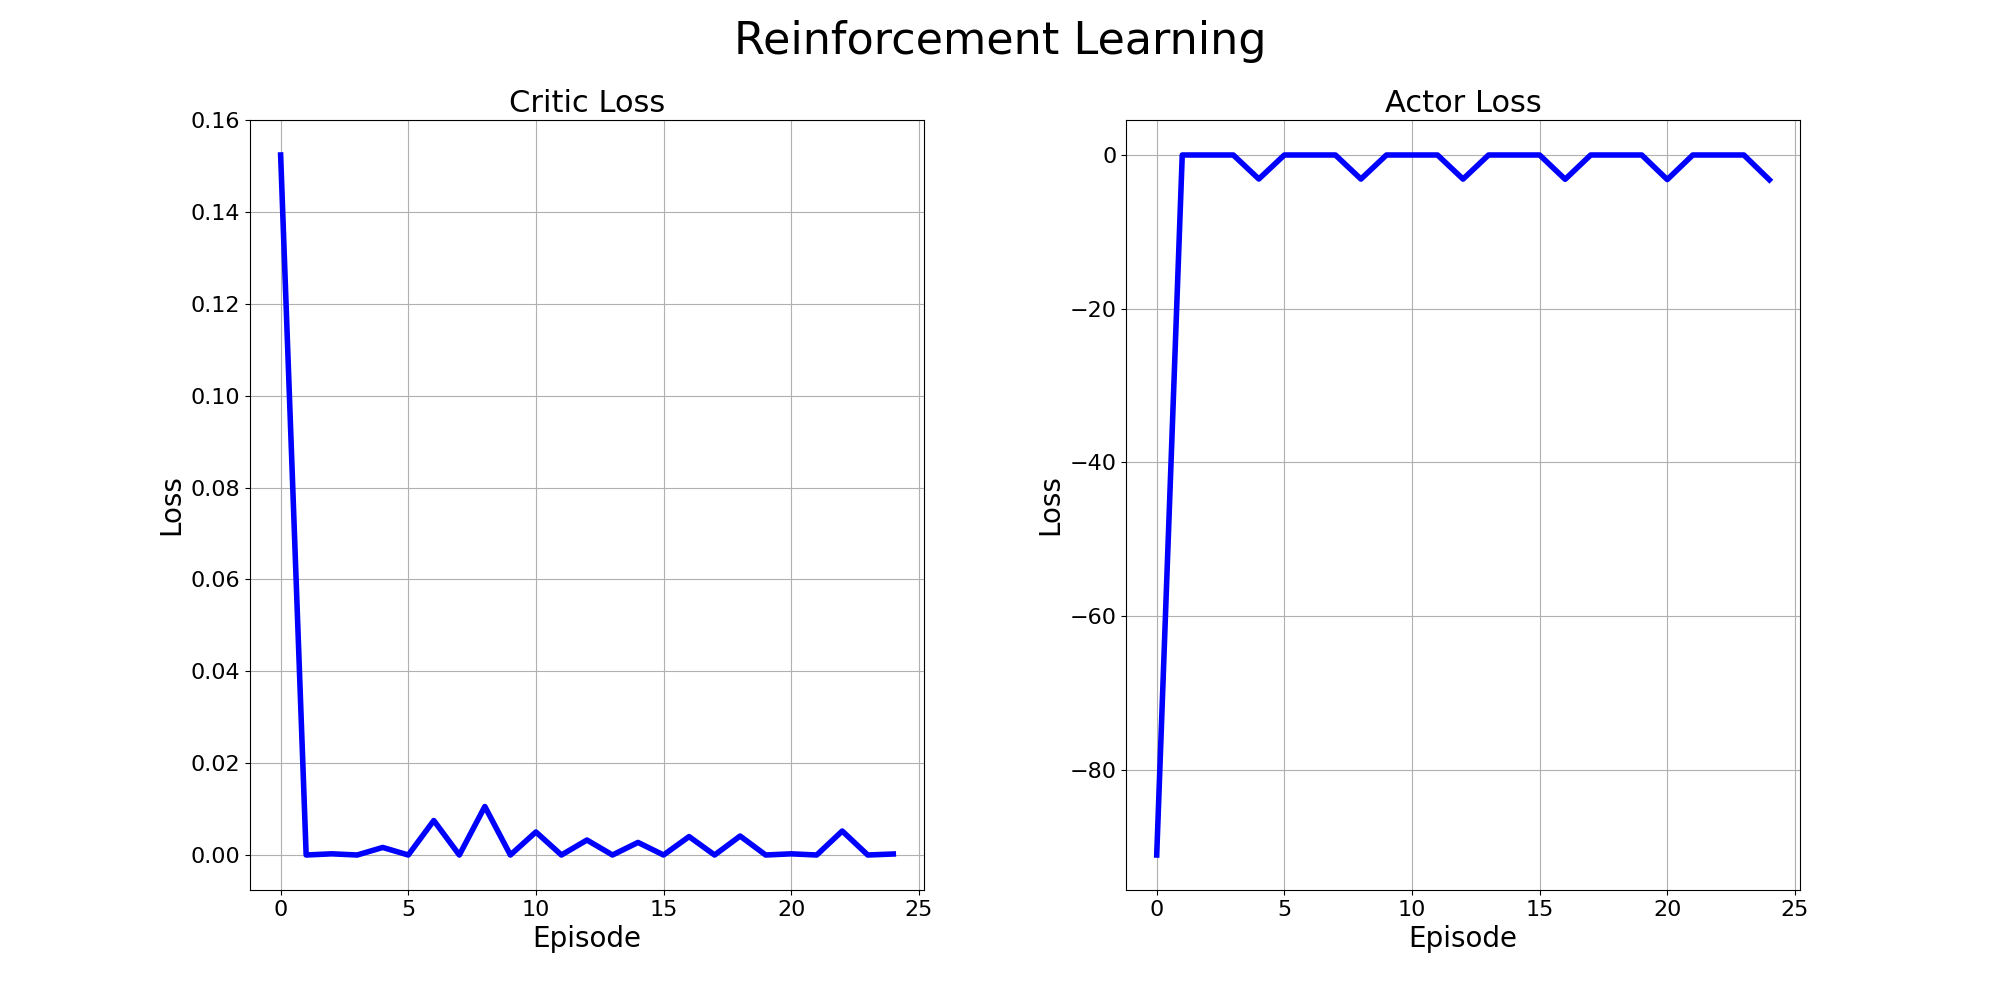 Reinforcement Learning
Critic Loss
0.16
0.14
0.12
0.10
0.08
0.06
0.04
0.02
0.00
Loss
0 5 10 15 20 25
Episode
Actor Loss
0
−20
−40
−60
−80
Loss
0 5 10 15 20 25
Episode